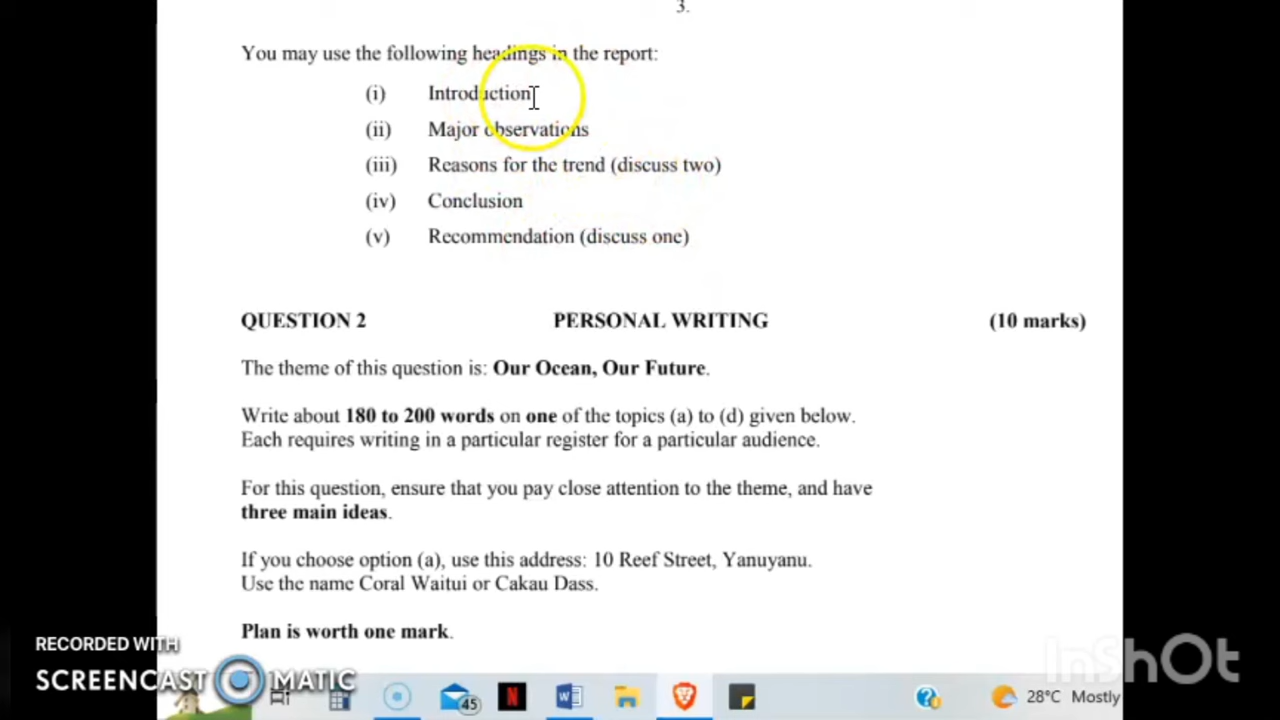 3.
You may use the following headings in the report:
(i) Introduction
(ii) Major observations
(iii) Reasons for the trend (discuss two)
(iv) Conclusion
(v) Recommendation (discuss one)
QUESTION 2 PERSONAL WRITING (10 marks)
The theme of this question is: Our Ocean, Our Future.
Write about 180 to 200 words on one of the topics (a) to (d) given below.
Each requires writing in a particular register for a particular audience.
For this question, ensure that you pay close attention to the theme, and have
three main ideas.
If you choose option (a), use this address: 10 Reef Street, Yanuyanu.
Use the name Coral Waitui or Cakau Dass.
Plan is worth one mark.
RECORDED WITH
SCREENCAST MATIC
InShOt
45
N
W
28°C Mostly